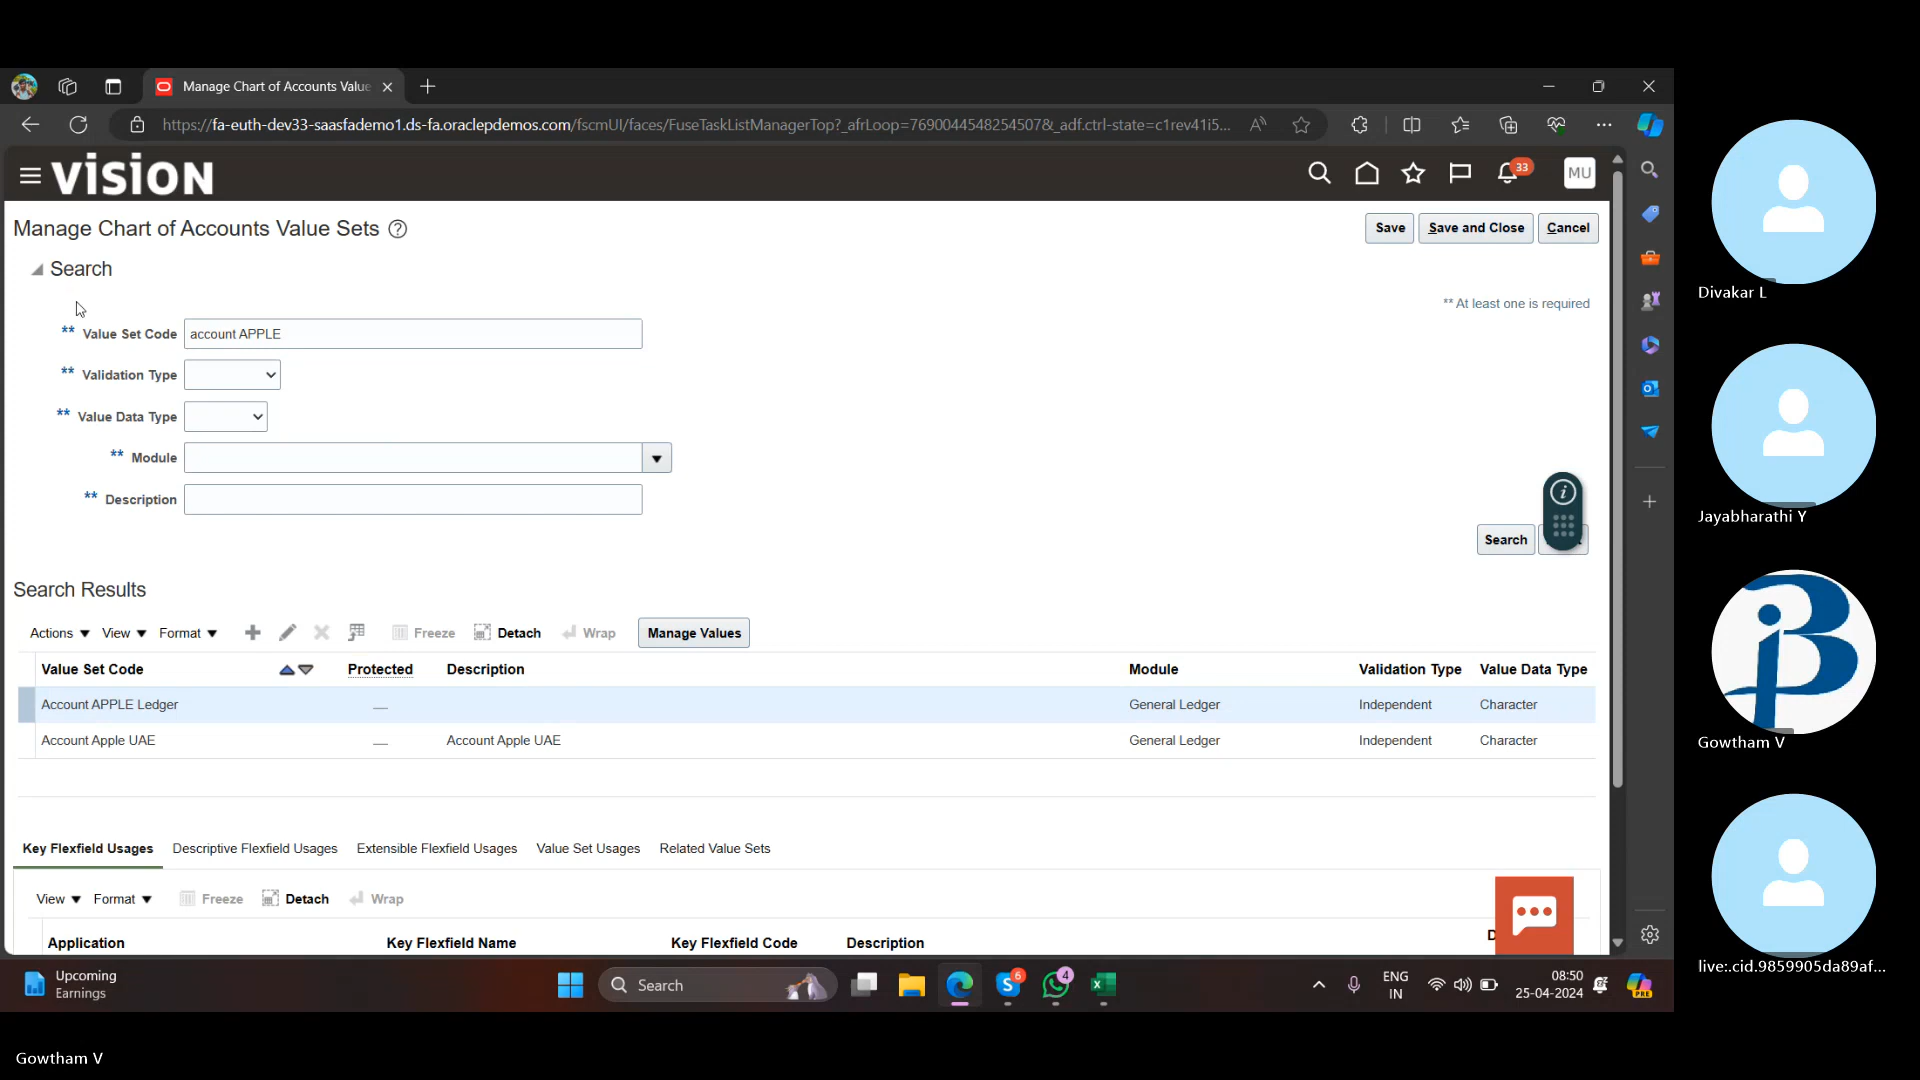 Manage Chart of Accounts Value
https://fa-euth-dev33-saasfademo1.ds-fa.oraclepdemos.com/fscmUI/faces/FuseTaskListManagerTop?_afrLoop=7690044548254507&_adf.ctrl-state=c1rev41i5...
VISION
33
MU
Manage Chart of Accounts Value Sets ?
Save
Save and Close
Cancel
Search
** At least one is required
** Value Set Code
account APPLE
** Validation Type
** Value Data Type
** Module
** Description
Search
Search Results
Actions View Format Freeze Detach Wrap Manage Values
Value Set Code Protected Description Module Validation Type Value Data Type
Account APPLE Ledger General Ledger Independent Character
Account Apple UAE Account Apple UAE General Ledger Independent Character
Key Flexfield Usages Descriptive Flexfield Usages Extensible Flexfield Usages Value Set Usages Related Value Sets
View Format Freeze Detach Wrap
Application Key Flexfield Name Key Flexfield Code Description
Upcoming
Earnings
Search
6
4
ENG
IN
08:50
25-04-2024
PRE
Divakar L
Jayabharathi Y
Gowtham V
live:.cid.9859905da89af...
Gowtham V